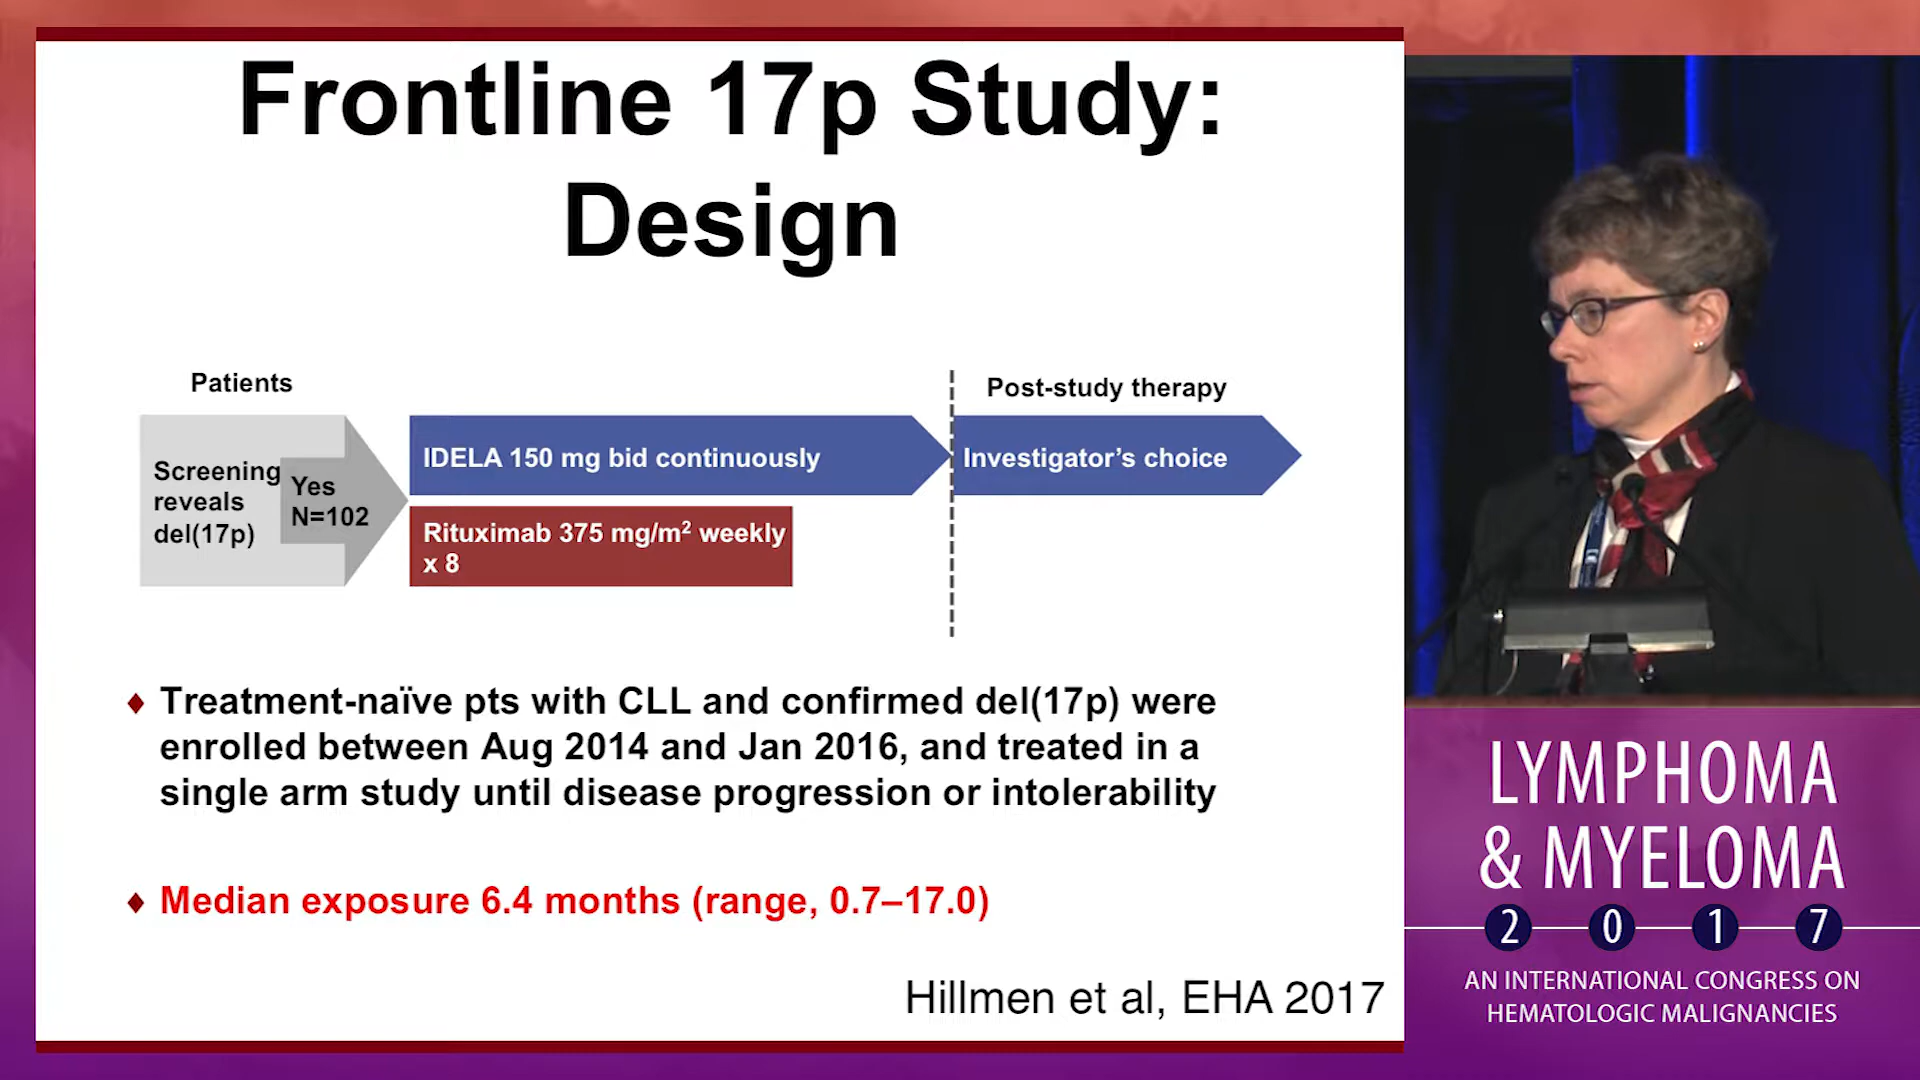 Frontline 17p Study:
Design
Patients
Screening
reveals
del(17p)
Yes
N=102
IDELA 150 mg bid continuously
Rituximab 375 mg/m² weekly
x 8
Post-study therapy
Investigator’s choice
♦ Treatment-naïve pts with CLL and confirmed del(17p) were
enrolled between Aug 2014 and Jan 2016, and treated in a
single arm study until disease progression or intolerability
♦ Median exposure 6.4 months (range, 0.7–17.0)
Hillmen et al, EHA 2017
LYMPHOMA
& MYELOMA
2017
AN INTERNATIONAL CONGRESS ON
HEMATOLOGIC MALIGNANCIES